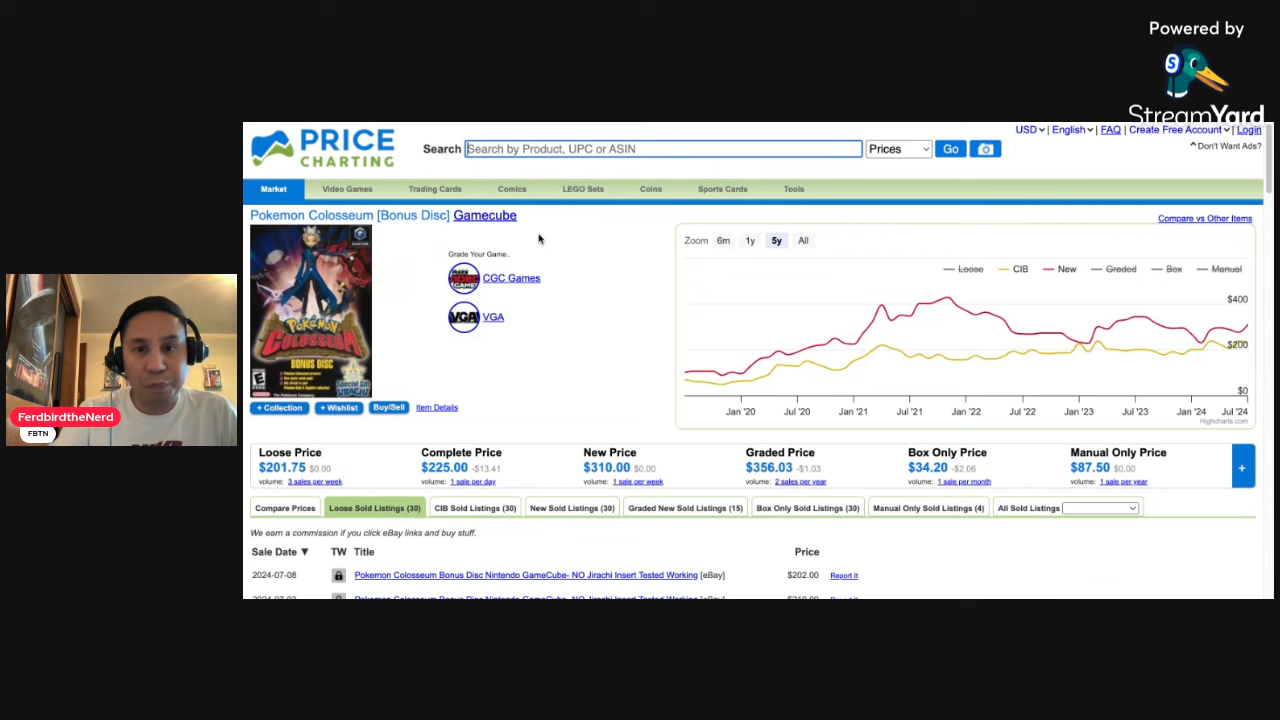 Powered by
StreamYard
PRICE CHARTING
Search Search by Product, UPC or ASIN Prices Go
USD | English | FAQ | Create Free Account | Login
^Don't Want Ads?
Market Video Games Trading Cards Comics LEGO Sets Coins Sports Cards Tools
Pokemon Colosseum [Bonus Disc] Gamecube
Compare vs Other Items
Grade Your Game..
CGC Games
VGA VGA
POKéMON
COLOSSEUM
BONUS DISC
+ Collection + Wishlist Buy/Sell Item Details
Zoom 6m 1y 5y All
Loose CIB New Graded Box Manual
$400
$200
$0
Jan '20 Jul '20 Jan '21 Jul '21 Jan '22 Jul '22 Jan '23 Jul '23 Jan '24 Jul '24
Highcharts.com
Loose Price Complete Price New Price Graded Price Box Only Price Manual Only Price
$201.75 $0.00 $225.00 -$13.41 $310.00 $0.00 $356.03 -$1.03 $34.20 -$2.06 $87.50 $0.00
volume: 3 sales per week volume: 1 sale per day volume: 1 sale per week volume: 2 sales per year volume: 1 sale per month volume: 1 sale per year
+
Compare Prices Loose Sold Listings (30) CIB Sold Listings (30) New Sold Listings (30) Graded New Sold Listings (15) Box Only Sold Listings (30) Manual Only Sold Listings (4) All Sold Listings
We earn a commission if you click eBay links and buy stuff.
Sale Date ▼ TW Title Price
2024-07-08 Pokemon Colosseum Bonus Disc Nintendo GameCube- NO Jirachi Insert Tested Working [eBay] $202.00 Report It
FerdbirdtheNerd
FBTN